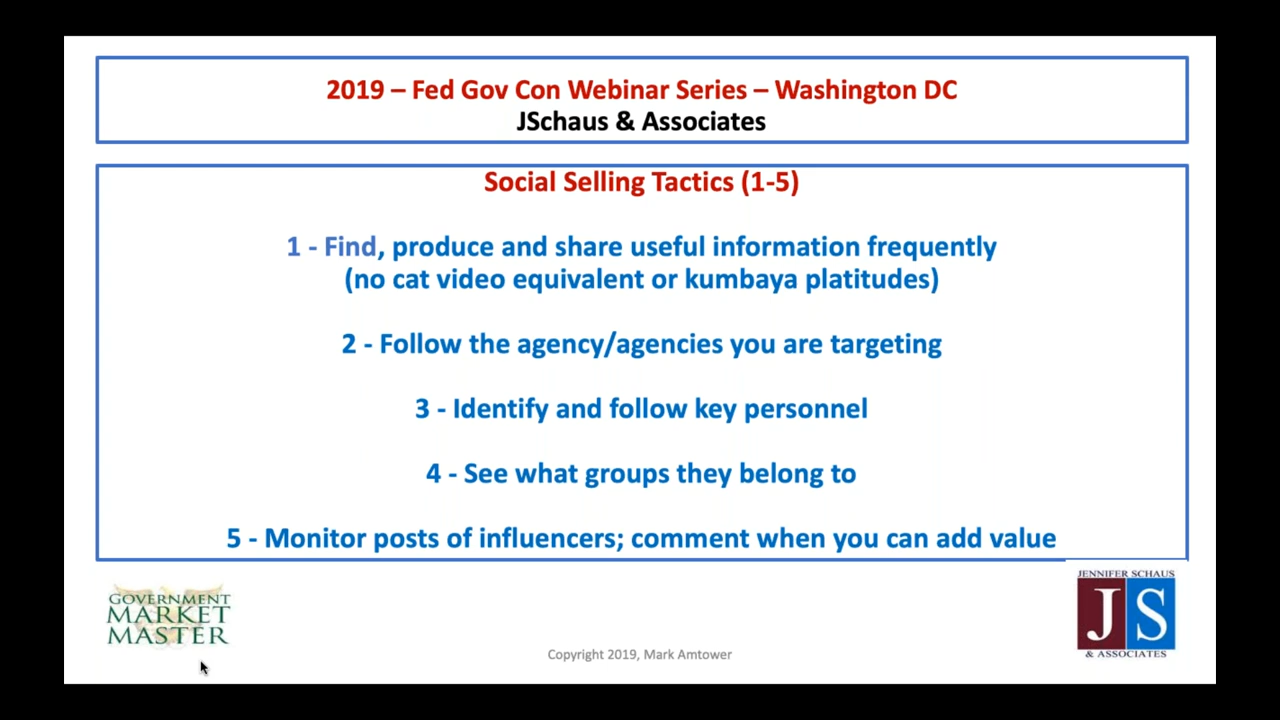 2019 – Fed Gov Con Webinar Series – Washington DC
JSchaus & Associates
Social Selling Tactics (1-5)
1 - Find, produce and share useful information frequently
(no cat video equivalent or kumbaya platitudes)
2 - Follow the agency/agencies you are targeting
3 - Identify and follow key personnel
4 - See what groups they belong to
5 - Monitor posts of influencers; comment when you can add value
GOVERNMENT
MARKET
MASTER
Copyright 2019, Mark Amtower
JENNIFER SCHAUS
JS
& ASSOCIATES